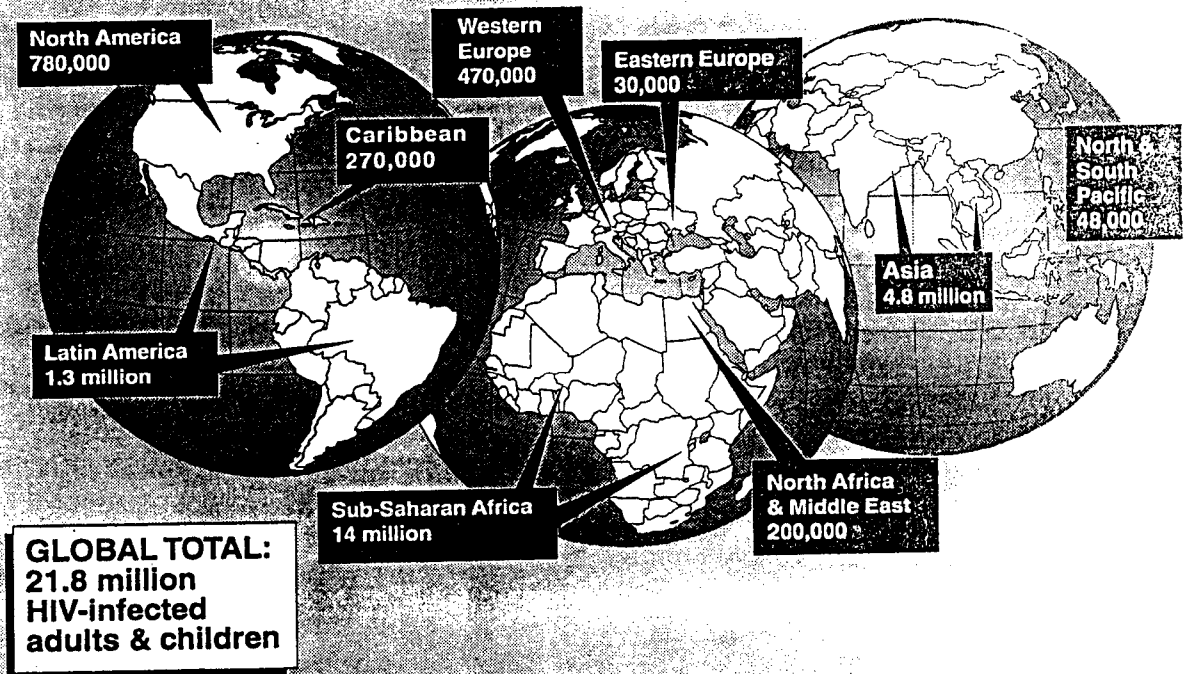 North America
780,000
Western
Europe
470,000
Eastern Europe
30,000
Caribbean
270,000
North &
South
Pacific
48,000
Asia
4.8 million
Latin America
1.3 million
Sub-Saharan Africa
14 million
North Africa
& Middle East
200,000
GLOBAL TOTAL:
21.8 million
HIV-infected
adults & children